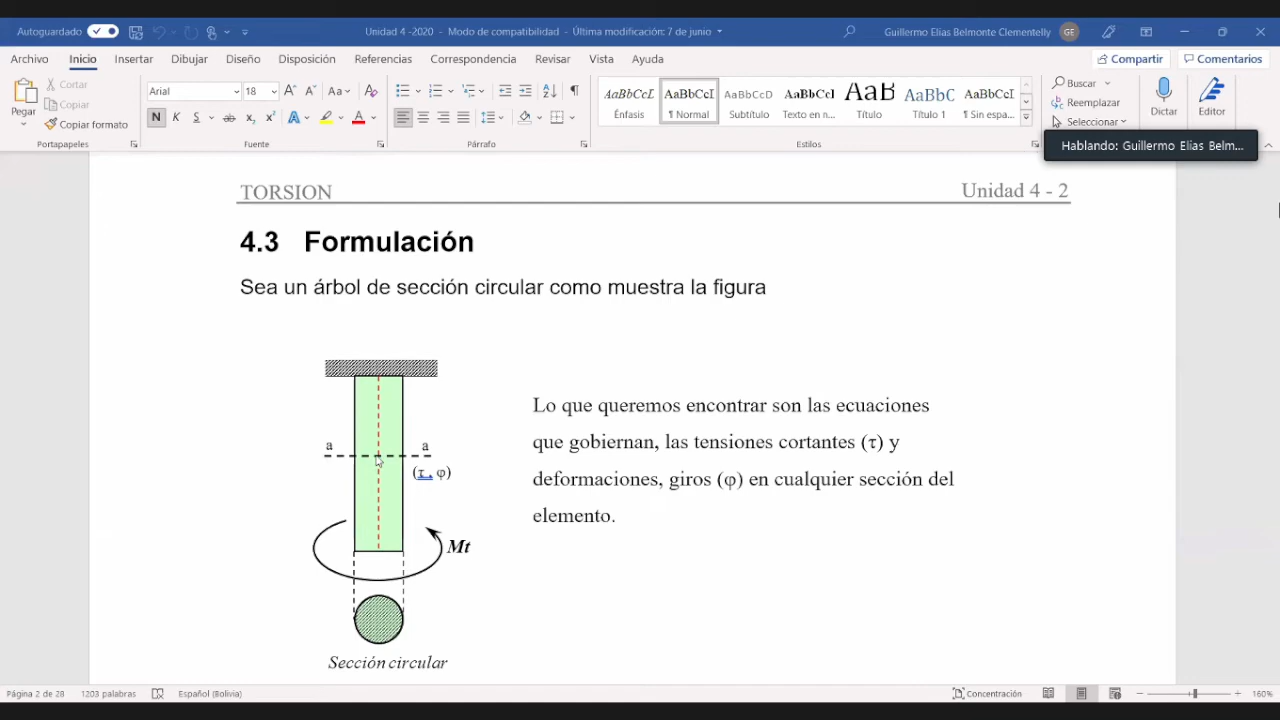 Autoguardado
Unidad 4 -2020 - Modo de compatibilidad - Última modificación: 7 de junio
Guillermo Elias Belmonte Clementelly
GE
Archivo Inicio Insertar Dibujar Diseño Disposición Referencias Correspondencia Revisar Vista Ayuda
Compartir
Comentarios
Pegar
Cortar
Copiar
Copiar formato
Portapapeles
Arial
18
Aa
N K S ab x₂ x² A A
Fuente
Párrafo
AaBbCcL AaBbCcI AaBbCcD AaBbCcI AaB AaBbC AaBbCcI
Énfasis ¶ Normal Subtítulo Texto en n... Título Título 1 ¶ Sin espa...
Estilos
Buscar
Reemplazar
Seleccionar
Dictar
Editor
Hablando: Guillermo Elias Belm...
TORSION
Unidad 4 - 2
4.3 Formulación
Sea un árbol de sección circular como muestra la figura
Lo que queremos encontrar son las ecuaciones
que gobiernan, las tensiones cortantes (τ) y
deformaciones, giros (φ) en cualquier sección del
elemento.
a a
(τ , φ)
Mt
Sección circular
Página 2 de 28
1203 palabras
Español (Bolivia)
Concentración
160%